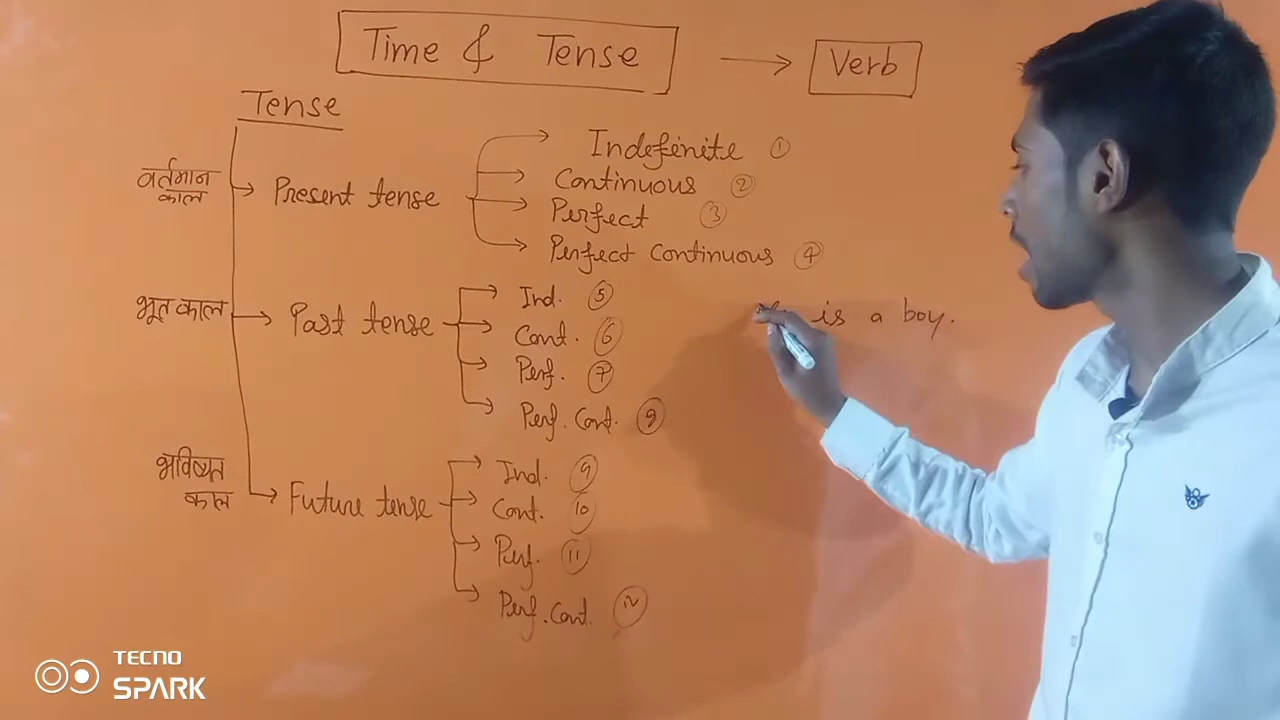 Time & Tense → Verb
Tense
वर्तमान
काल
Present tense
Indefinite ①
Continuous ②
Perfect ③
Perfect Continuous ④
भूत काल
Past tense
Ind. ⑤
Cont. ⑥
Perf. ⑦
Perf. Cont.
is a boy.
भविष्यत
काल
Future tense
Ind. ⑨
Cont. ⑩
Perf. ⑪
Perf. Cont. ⑫
TECNO
SPARK